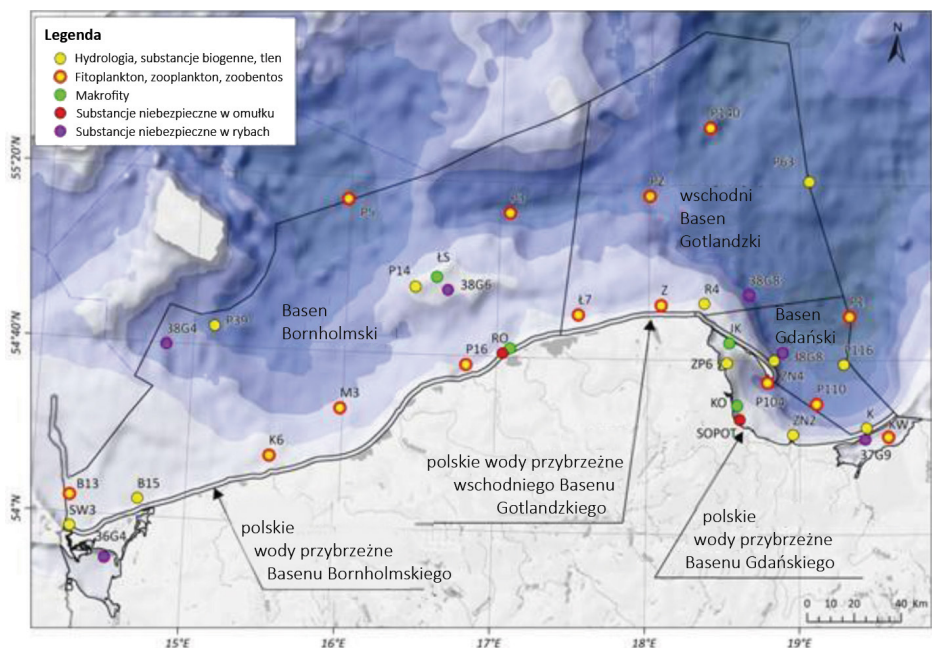 Legenda
Hydrologia, substancje biogenne, tlen
Fitoplankton, zooplankton, zoobentos
Makrofity
Substancje niebezpieczne w omułku
Substancje niebezpieczne w rybach
N
55°20'N
54°40'N
54°N
P140
P63
P5
P3
P2
wschodni
Basen
Gotlandzki
ŁS
P14
38G6
38G8
R4
Z
Ł7
P1
Basen
Bornholmski
38G4
P39
Basen
Gdański
RO
JK
38G8
P116
P16
ZP6
ZN4
P110
P104
M3
KO
SOPOT
ZN2
K
KW
37G9
K6
B13
B15
SW3
36G4
polskie wody przybrzeżne
wschodniego Basenu
Gotlandzkiego
polskie
wody przybrzeżne
Basenu Bornholmskiego
polskie
wody przybrzeżne
Basenu Gdańskiego
0 10 20 40 Km
15°E 16°E 17°E 18°E 19°E